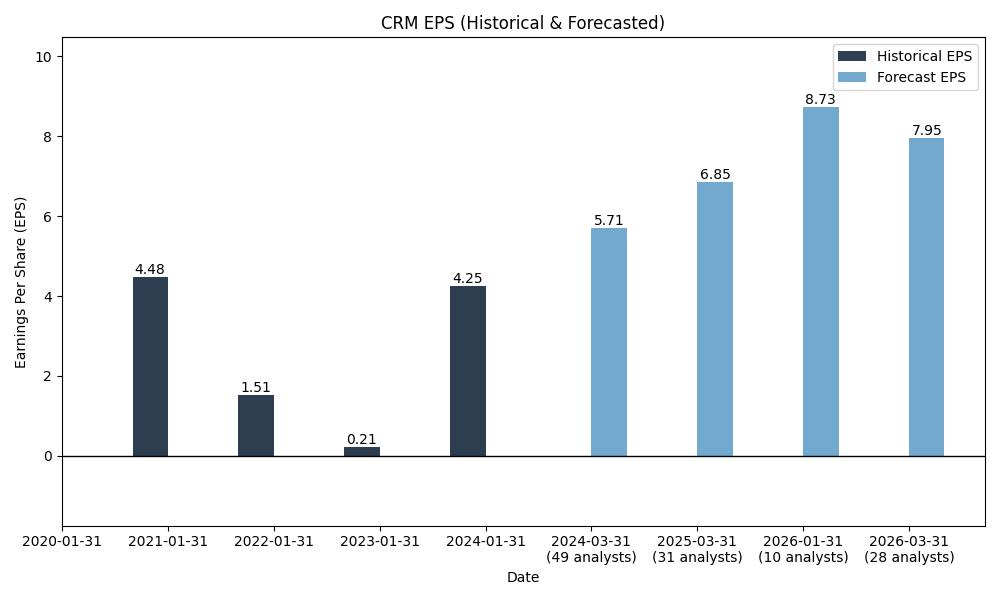 CRM EPS (Historical & Forecasted)
Historical EPS
Forecast EPS
Earnings Per Share (EPS)
10
8
6
4
2
0
4.48
1.51
0.21
4.25
5.71
6.85
8.73
7.95
2020-01-31
2021-01-31
2022-01-31
2023-01-31
2024-01-31
2024-03-31
(49 analysts)
2025-03-31
(31 analysts)
2026-01-31
(10 analysts)
2026-03-31
(28 analysts)
Date